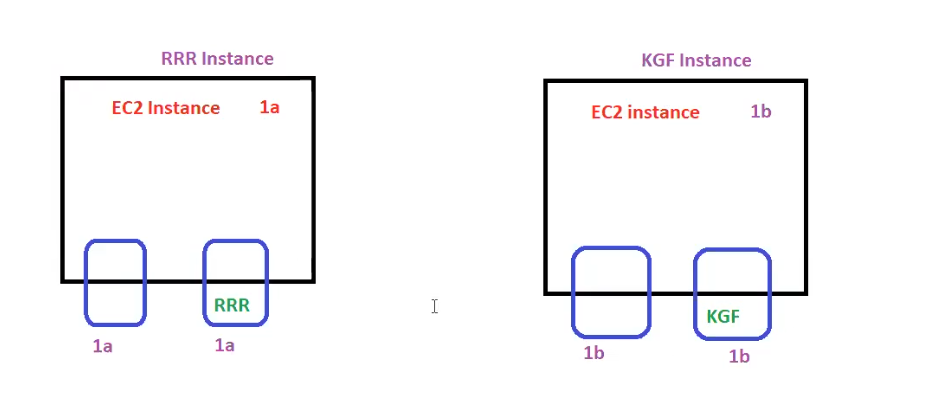 RRR Instance
EC2 Instance 1a
RRR
1a 1a
KGF Instance
EC2 instance 1b
KGF
1b 1b